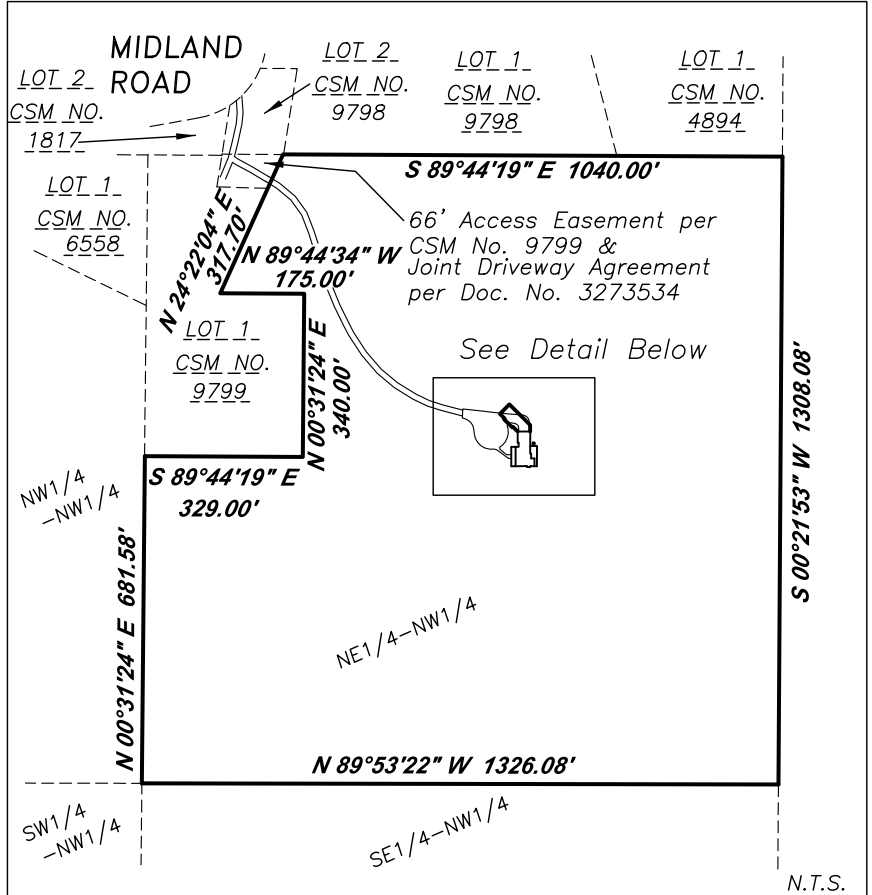 MIDLAND
ROAD
LOT 2
CSM NO.
1817
LOT 2
CSM NO.
9798
LOT 1
CSM NO.
9798
LOT 1
CSM NO.
4894
S 89°44'19" E 1040.00'
LOT 1
CSM NO.
6558
N 24°22'04" E
317.70'
N 89°44'34" W
175.00'
66' Access Easement per
CSM No. 9799 &
Joint Driveway Agreement
per Doc. No. 3273534
LOT 1
CSM NO.
9799
N 00°31'24" E
340.00'
See Detail Below
S 00°21'53" W 1308.08'
S 89°44'19" E
329.00'
NW1/4
-NW1/4
N 00°31'24" E 681.58'
NE1/4-NW1/4
N 89°53'22" W 1326.08'
SW1/4
-NW1/4
SE1/4-NW1/4
N.T.S.